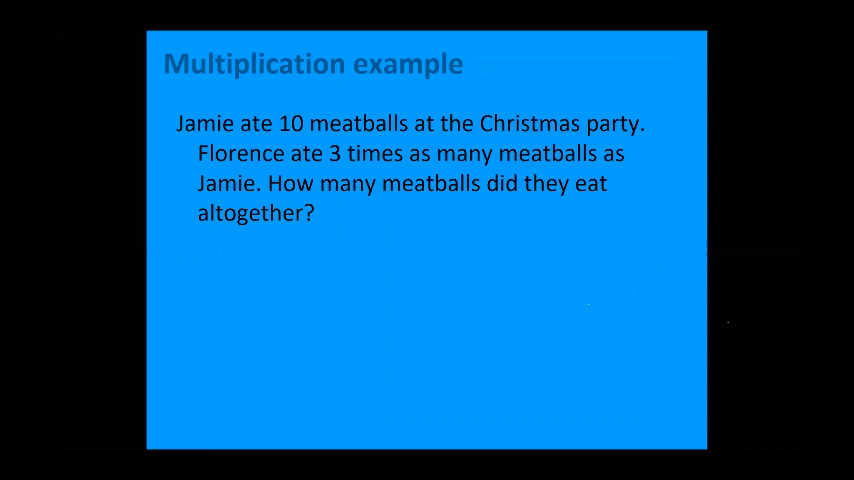 Multiplication example
Jamie ate 10 meatballs at the Christmas party.
Florence ate 3 times as many meatballs as
Jamie. How many meatballs did they eat
altogether?